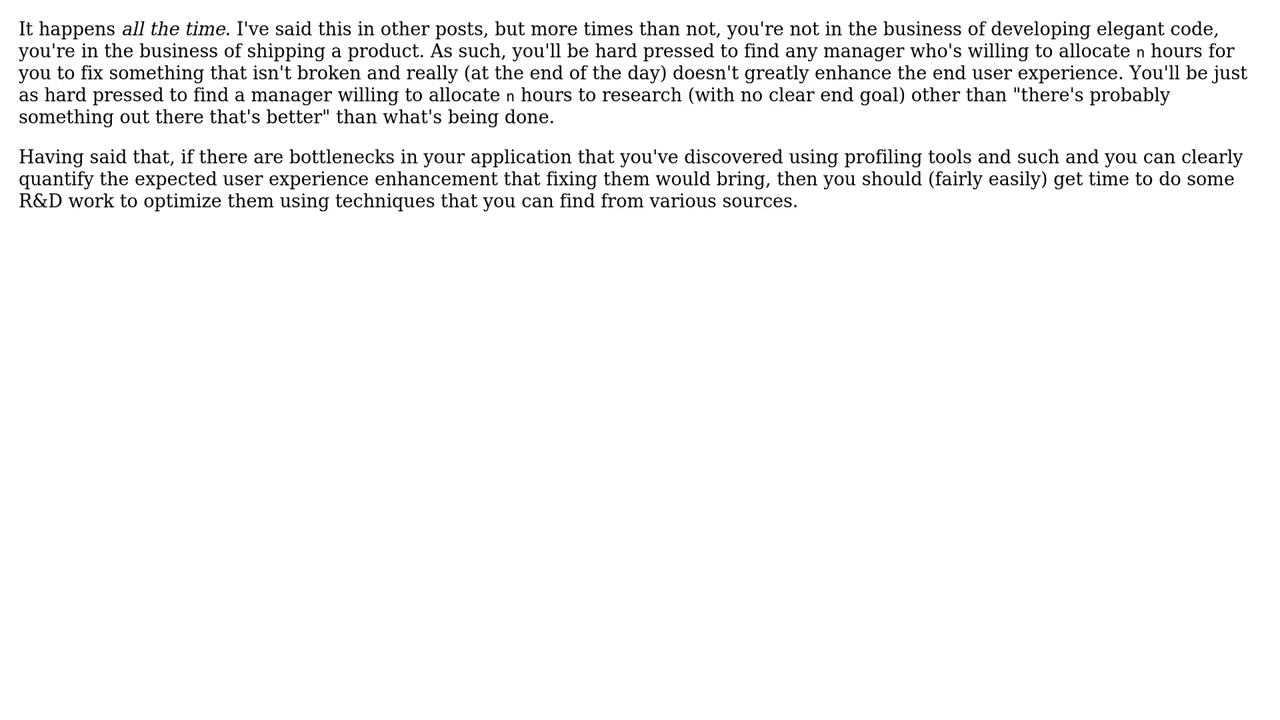 It happens all the time. I've said this in other posts, but more times than not, you're not in the business of developing elegant code,
you're in the business of shipping a product. As such, you'll be hard pressed to find any manager who's willing to allocate n hours for
you to fix something that isn't broken and really (at the end of the day) doesn't greatly enhance the end user experience. You'll be just
as hard pressed to find a manager willing to allocate n hours to research (with no clear end goal) other than "there's probably
something out there that's better" than what's being done.
Having said that, if there are bottlenecks in your application that you've discovered using profiling tools and such and you can clearly
quantify the expected user experience enhancement that fixing them would bring, then you should (fairly easily) get time to do some
R&D work to optimize them using techniques that you can find from various sources.